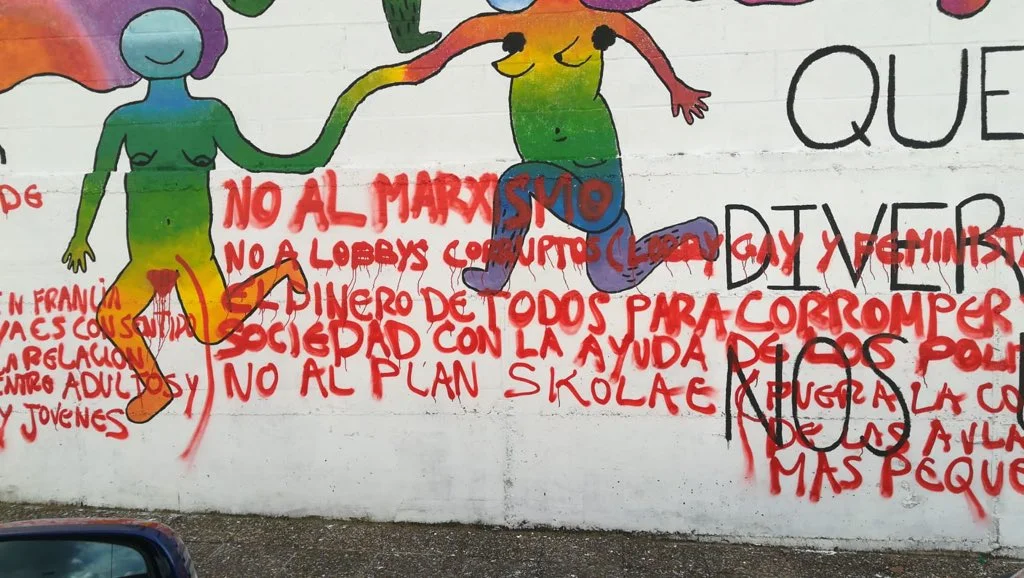 QUE
DIVER
NOS
DE
EN FRANCIA
YA ES CONSENTIDO
LA RELACION
ENTRO ADULTOS Y
Y JOVENES
NO AL MARXISMO
NO A LOBBYS CORRUPTOS (LOBBY GAY Y FEMINISTA
EL DINERO DE TODOS PARA CORROMPER
SOCIEDAD CON LA AYUDA DE LOS POLI
NO AL PLAN SKOLAE (FUERA LA CO
DE LAS AULA
MAS PEQUE